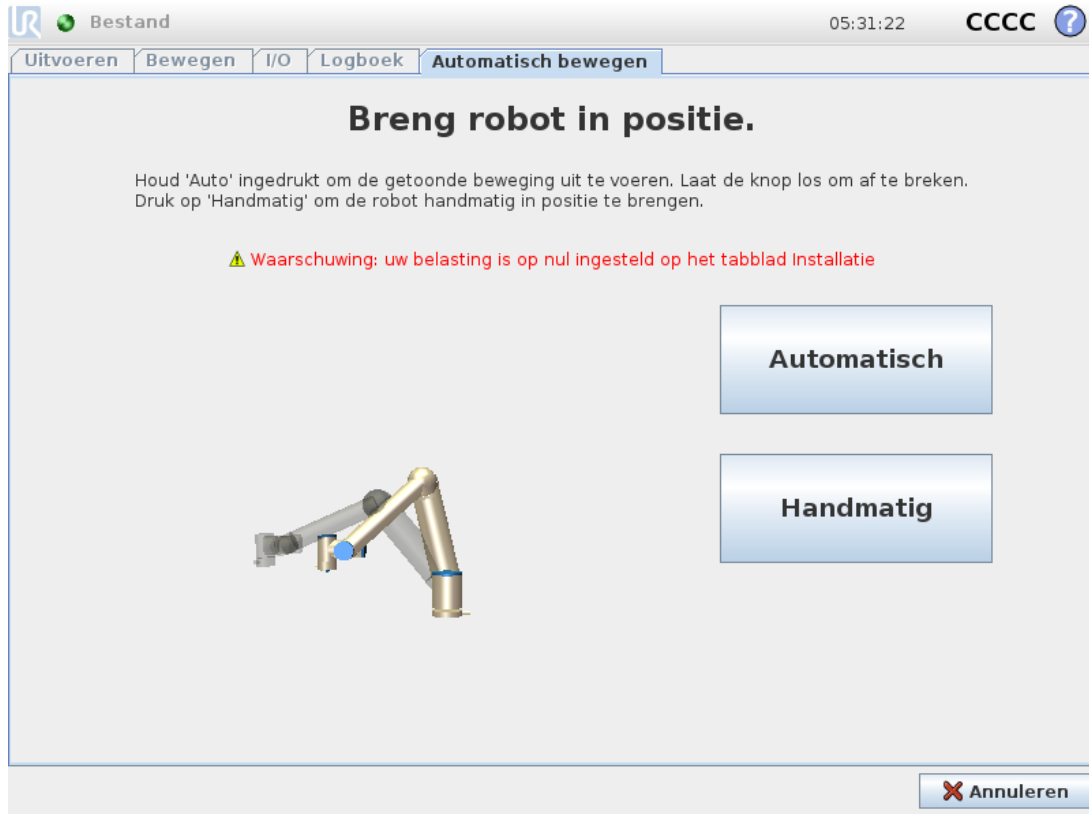 UR Bestand 05:31:22 CCCC ?
Uitvoeren Bewegen I/O Logboek Automatisch bewegen
Breng robot in positie.
Houd 'Auto' ingedrukt om de getoonde beweging uit te voeren. Laat de knop los om af te breken.
Druk op 'Handmatig' om de robot handmatig in positie te brengen.
Waarschuwing: uw belasting is op nul ingesteld op het tabblad Installatie
Automatisch
Handmatig
Annuleren